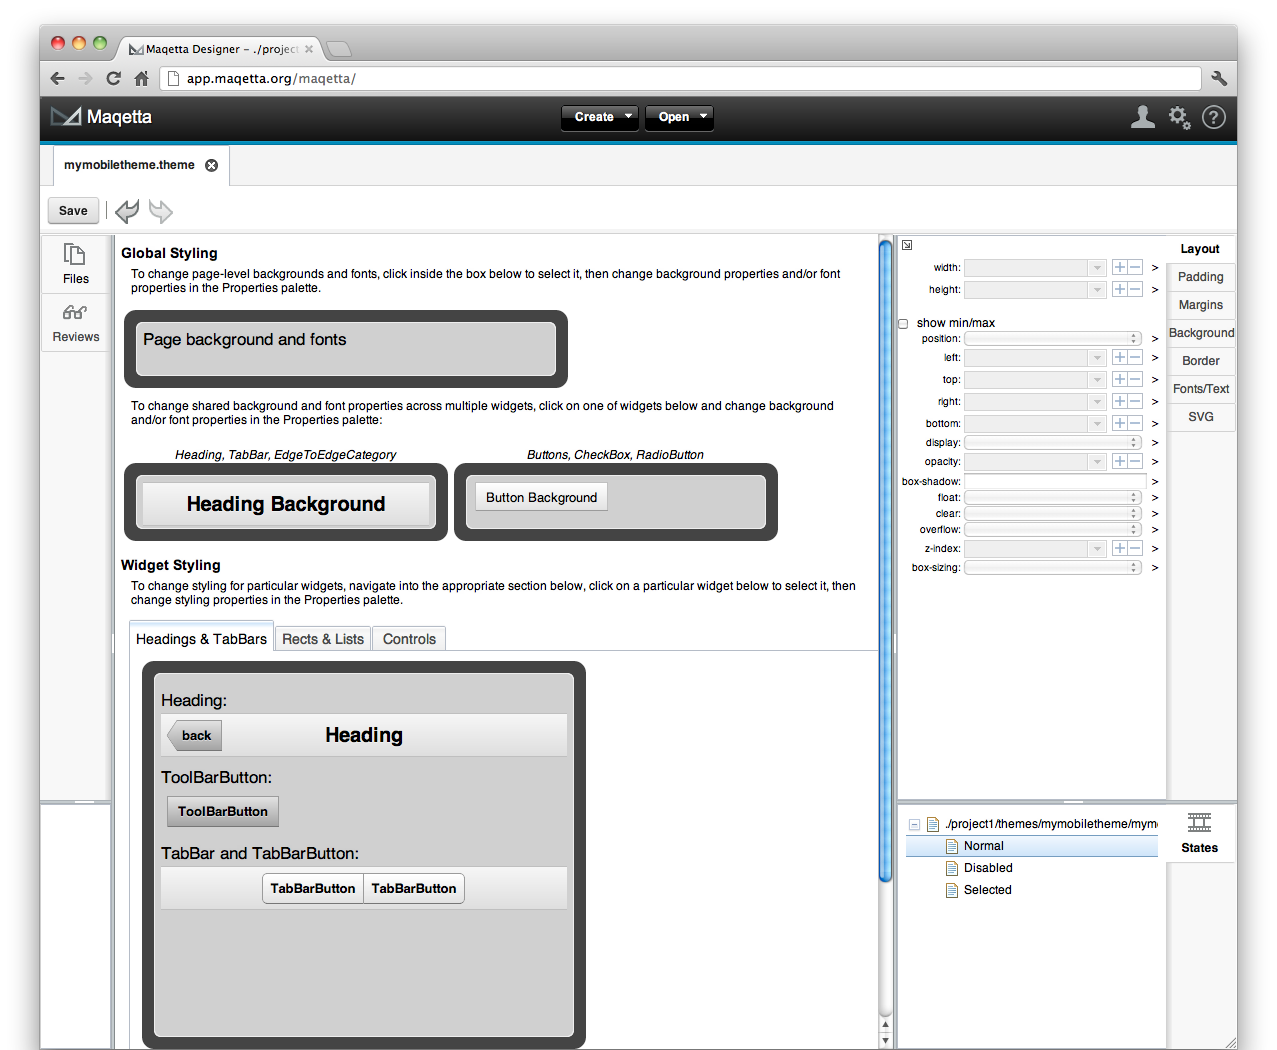 Maqetta Designer – ./project
app.maqetta.org/maqetta/
Maqetta
Create
Open
?
mymobiletheme.theme
Save
Files
Reviews
Global Styling
To change page-level backgrounds and fonts, click inside the box below to select it, then change background properties and/or font
properties in the Properties palette.
Page background and fonts
To change shared background and font properties across multiple widgets, click on one of widgets below and change background
and/or font properties in the Properties palette:
Heading, TabBar, EdgeToEdgeCategory
Buttons, CheckBox, RadioButton
Heading Background
Button Background
Widget Styling
To change styling for particular widgets, navigate into the appropriate section below, click on a particular widget below to select it, then
change styling properties in the Properties palette.
Headings & TabBars
Rects & Lists
Controls
Heading:
back
Heading
ToolBarButton:
ToolBarButton
TabBar and TabBarButton:
TabBarButton
TabBarButton
width: >
height: >
show min/max
position: >
left: >
top: >
right: >
bottom: >
display: >
opacity: >
box-shadow: >
float: >
clear: >
overflow: >
z-index: >
box-sizing: >
Layout
Padding
Margins
Background
Border
Fonts/Text
SVG
./project1/themes/mymobiletheme/mym
Normal
Disabled
Selected
States